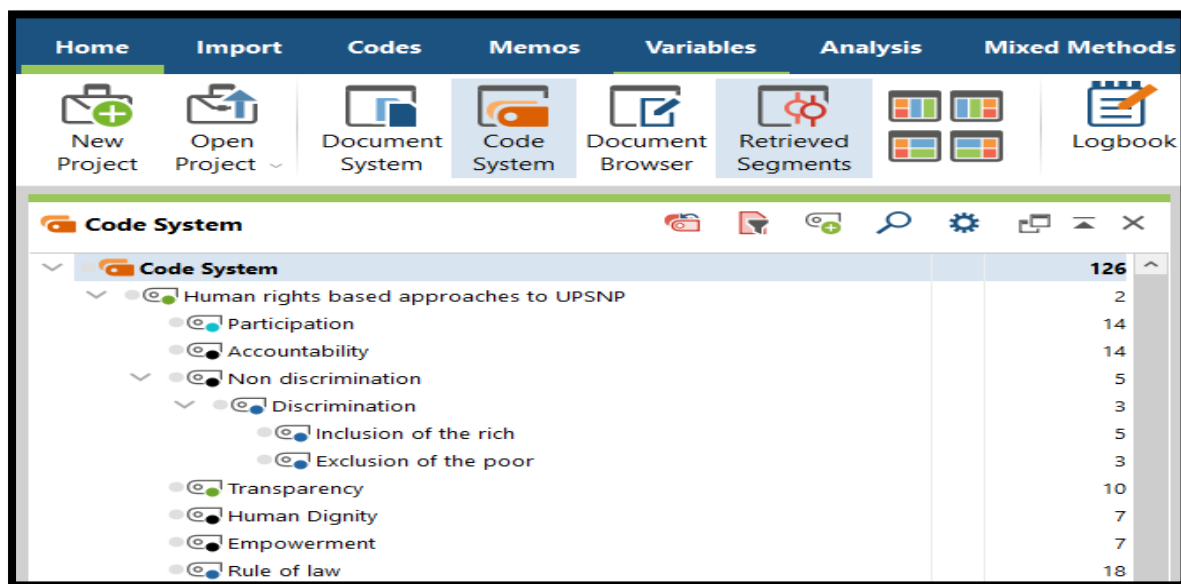 Home Import Codes Memos Variables Analysis Mixed Methods
New Project Open Project Document System Code System Document Browser Retrieved Segments Logbook
Code System
Code System 126
Human rights based approaches to UPSNP 2
Participation 14
Accountability 14
Non discrimination 5
Discrimination 3
Inclusion of the rich 5
Exclusion of the poor 3
Transparency 10
Human Dignity 7
Empowerment 7
Rule of law 18